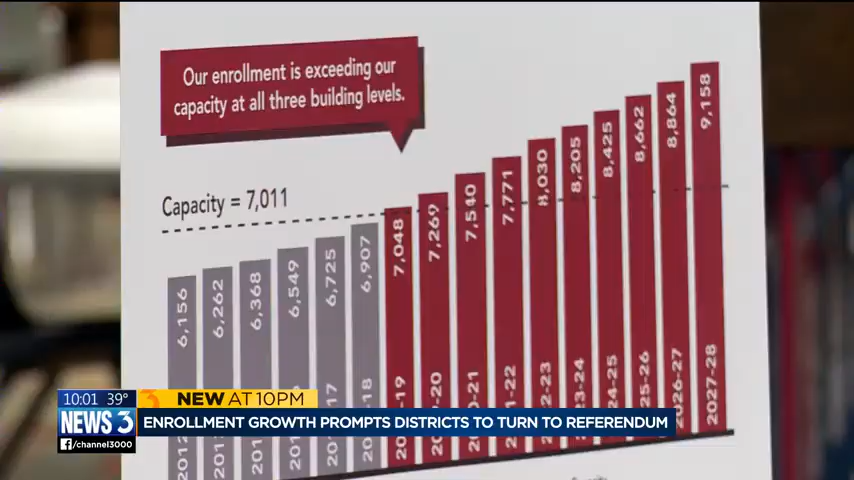 Our enrollment is exceeding our
capacity at all three building levels.
Capacity = 7,011
6,156
6,262
6,368
6,549
6,725
6,907
7,048
7,269
7,540
7,771
8,030
8,205
8,425
8,662
8,864
9,158
2026-27
2027-28
10:01 39°
3 NEW AT 10PM
NEWS 3
ENROLLMENT GROWTH PROMPTS DISTRICTS TO TURN TO REFERENDUM
/channel3000